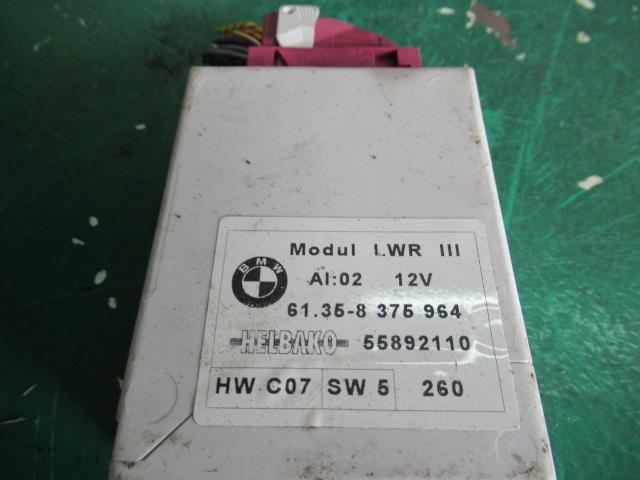 Modul LWR III
BMW
AI:02 12V
61.35-8 375 964
HELBAKO 55892110
HW C07 SW 5 260